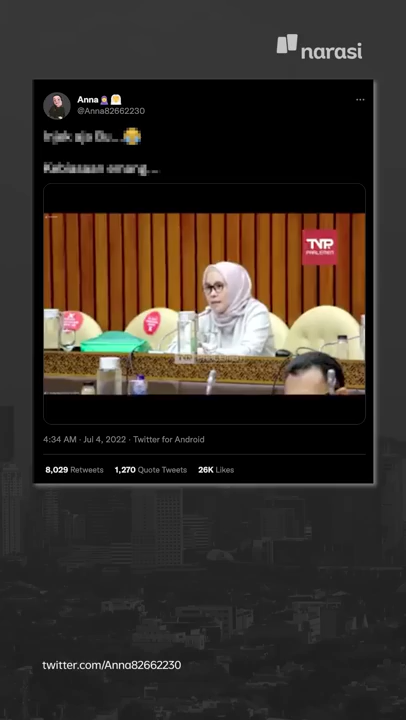 narasi
Anna
@Anna82662230
TVP
PARLEMEN
4:34 AM · Jul 4, 2022 · Twitter for Android
8,029 Retweets 1,270 Quote Tweets 26K Likes
twitter.com/Anna82662230